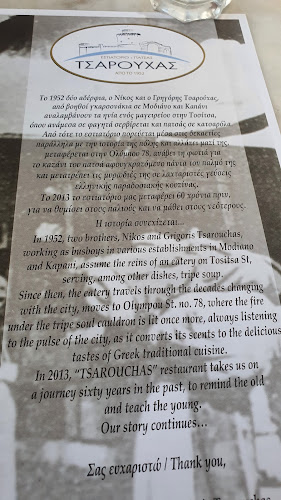 ΕΣΤΙΑΤΟΡΙΟ
ΤΣΑΡΟΥΧΑΣ
ΑΠΟ ΤΟ 1952
Το 1952 δύο αδέρφια, ο Νίκος και ο Γρηγόρης Τσαρούχας,
από βοηθοί γκαρσονάκια σε Μοδιάνο και Καπάνι
αναλαμβάνουν τα ηνία ενός μαγειρείου στην Τοσίτσα,
όπου ανάμεσα σε φαγητά σερβίρεται και πατσάς σε κατσαρόλα.
Από τότε το εστιατόριο πορεύεται μέσα στις δεκαετίες
παράλληλα με την ιστορία της πόλης και αλλάζει μαζί της,
μεταφέρεται στην Ολύμπου 78, ανάβει τη φωτιά για
το καζάνι του πατσά αφουγκραζόμενο πάντα τον παλμό της
και μετατρέπει τις μυρωδιές της σε λαχταριστές γεύσεις
ελληνικής παραδοσιακής κουζίνας.
Το 2013 το εστιατόριο μας μεταφέρει 60 χρόνια πριν,
για να θυμίσει στους παλιούς και να μάθει στους νεότερους.
Η ιστορία συνεχίζεται...
In 1952, two brothers, Nikos and Grigoris Tsarouchas,
working as busboys in various establishments in Modiano
and Kapani, assume the reins of an eatery on Tositsa St,
serving, among other dishes, tripe soup.
Since then, the eatery travels through the decades changing
with the city, moves to Olympou St. no. 78, where the fire
under the tripe soup cauldron is lit once more, always listening
to the pulse of the city, as it converts its scents to the delicious
tastes of Greek traditional cuisine.
In 2013, “TSAROUCHAS” restaurant takes us on
a journey sixty years in the past, to remind the old
and teach the young.
Our story continues...
Σας ευχαριστώ / Thank you,
Tsarouchas